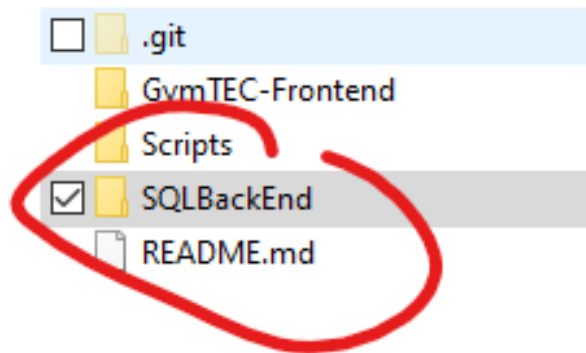 .git
GymTEC-Frontend
Scripts
SQLBackEnd
README.md